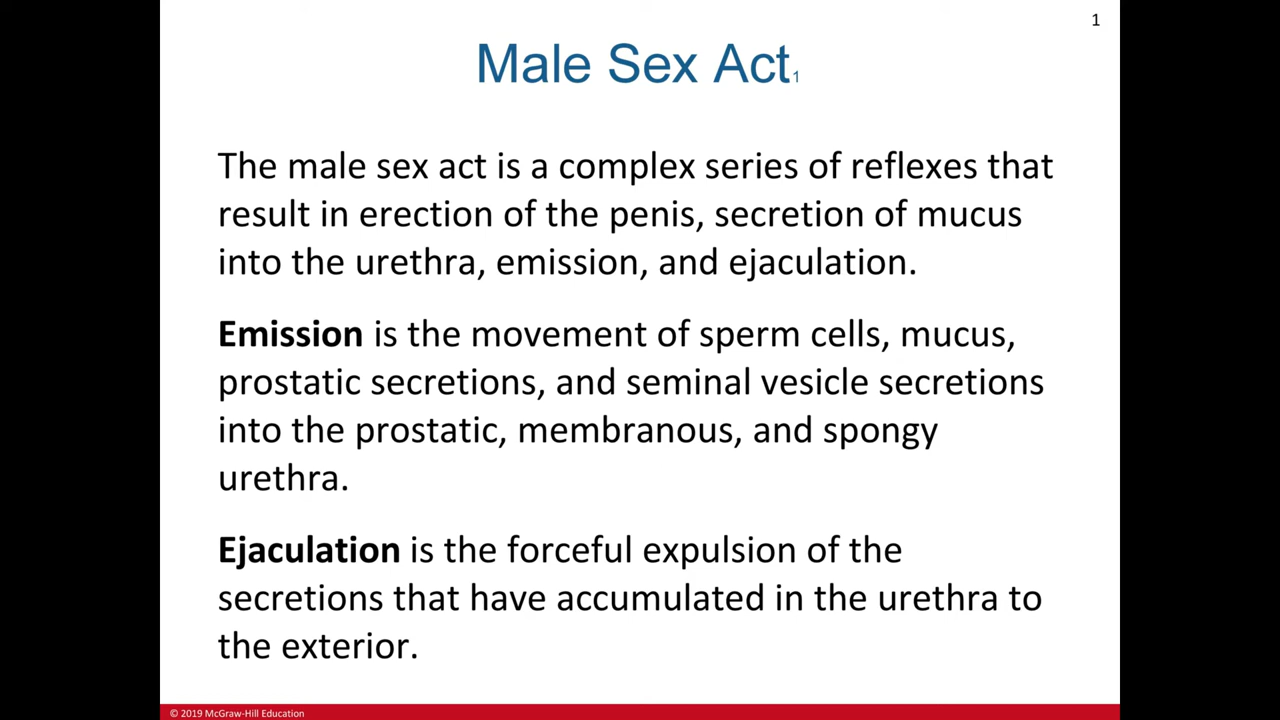 1
Male Sex Act1
The male sex act is a complex series of reflexes that
result in erection of the penis, secretion of mucus
into the urethra, emission, and ejaculation.
Emission is the movement of sperm cells, mucus,
prostatic secretions, and seminal vesicle secretions
into the prostatic, membranous, and spongy
urethra.
Ejaculation is the forceful expulsion of the
secretions that have accumulated in the urethra to
the exterior.
© 2019 McGraw-Hill Education